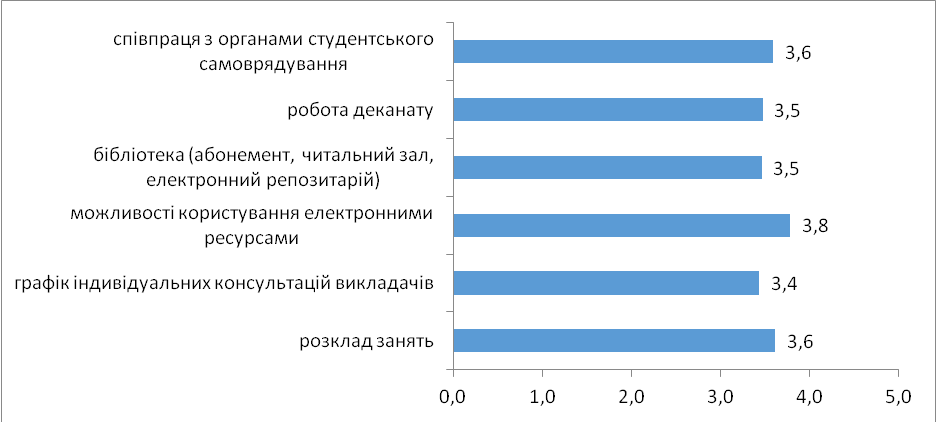 співпраця з органами студентського
самоврядування
3,6
робота деканату
3,5
бібліотека (абонемент, читальний зал,
електронний репозитарій)
3,5
можливості користування електронними
ресурсами
3,8
графік індивідуальних консультацій викладачів
3,4
розклад занять
3,6
0,0 1,0 2,0 3,0 4,0 5,0